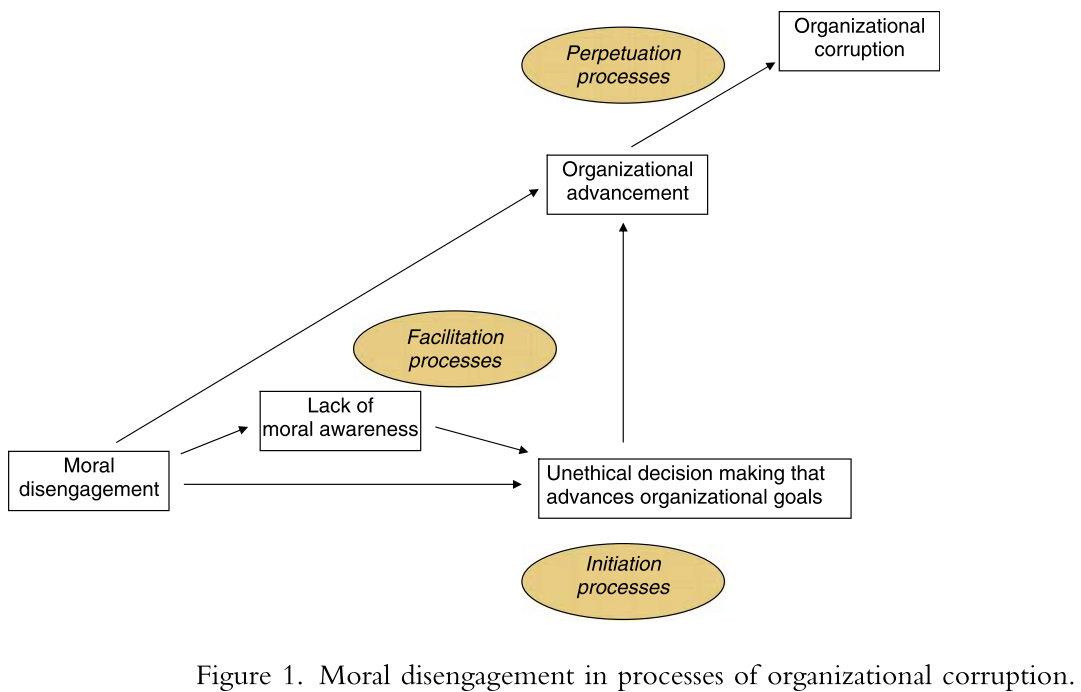 Organizational
corruption
Perpetuation
processes
Organizational
advancement
Facilitation
processes
Lack of
moral awareness
Moral
disengagement
Unethical decision making that
advances organizational goals
Initiation
processes
Figure 1. Moral disengagement in processes of organizational corruption.